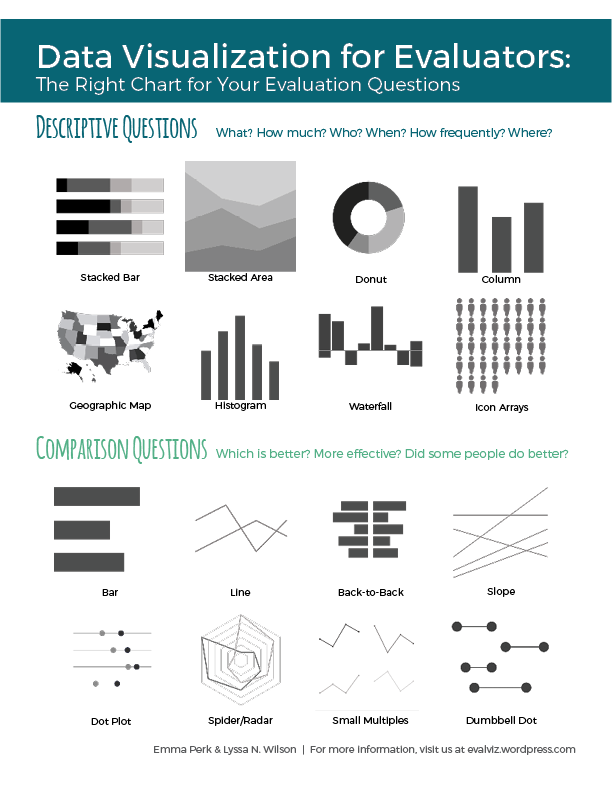 Data Visualization for Evaluators:
The Right Chart for Your Evaluation Questions
Descriptive Questions What? How much? Who? When? How frequently? Where?
Stacked Bar Stacked Area Donut Column
Geographic Map Histogram Waterfall Icon Arrays
Comparison Questions Which is better? More effective? Did some people do better?
Bar Line Back-to-Back Slope
Dot Plot Spider/Radar Small Multiples Dumbbell Dot
Emma Perk & Lyssa N. Wilson | For more information, visit us at evalviz.wordpress.com